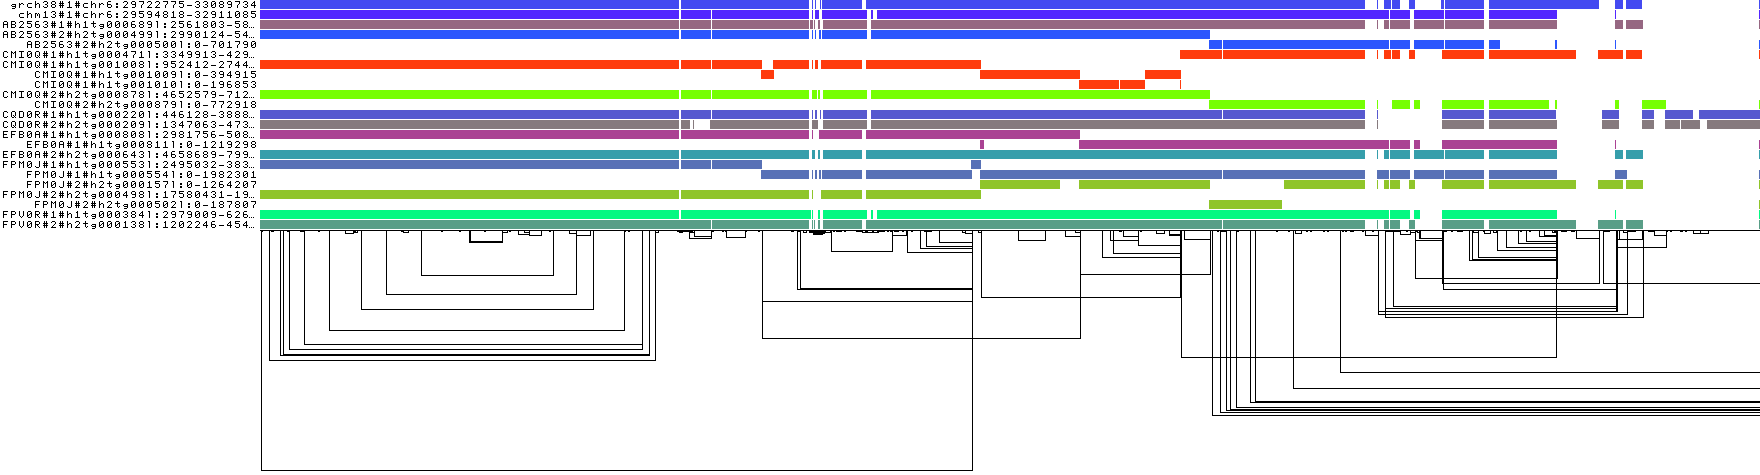 grch38#1#chr6:29722775-33089734
chm13#1#chr6:29594818-32911085
AB2563#1#h1tg0006891:2561803-58…
AB2563#2#h2tg0004991:2990124-54…
AB2563#2#h2tg0005001:0-701790
CMI0Q#1#h1tg0004711:3349913-429…
CMI0Q#1#h1tg0010081:952412-2744…
CMI0Q#1#h1tg0010091:0-394915
CMI0Q#1#h1tg0010101:0-196853
CMI0Q#2#h2tg0008781:4652579-712…
CMI0Q#2#h2tg0008791:0-772918
CQD0R#1#h1tg0002201:446128-3888…
CQD0R#2#h2tg0002091:1347063-473…
EFB0A#1#h1tg0008081:2981756-508…
EFB0A#1#h1tg0008111:0-1219298
EFB0A#2#h2tg0006431:4658689-799…
FPM0J#1#h1tg0005531:2495032-383…
FPM0J#1#h1tg0005541:0-1982301
FPM0J#2#h2tg0001571:0-1264207
FPM0J#2#h2tg0004981:17580431-19…
FPM0J#2#h2tg0005021:0-187807
FPV0R#1#h1tg0003841:2979009-626…
FPV0R#2#h2tg0001381:1202246-454…